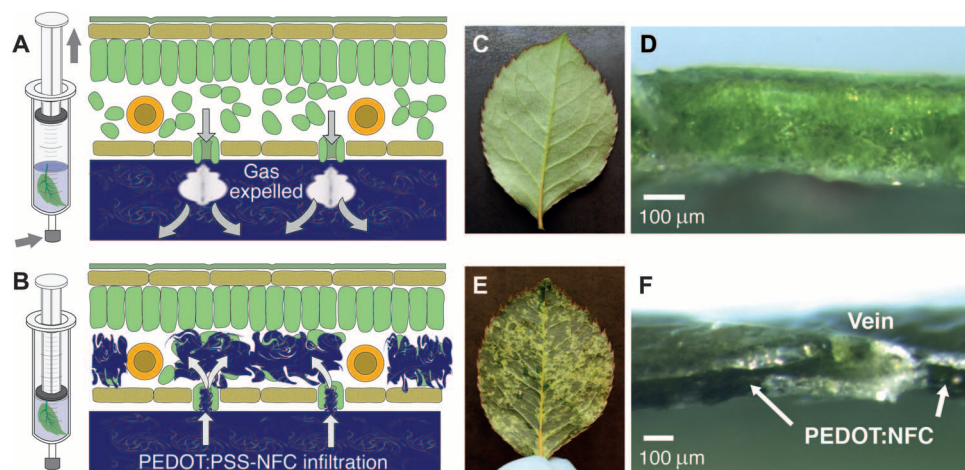 A
Gas
expelled
C
D
100 µm
B
PEDOT:PSS-NFC infiltration
E
F
Vein
PEDOT:NFC
100 µm